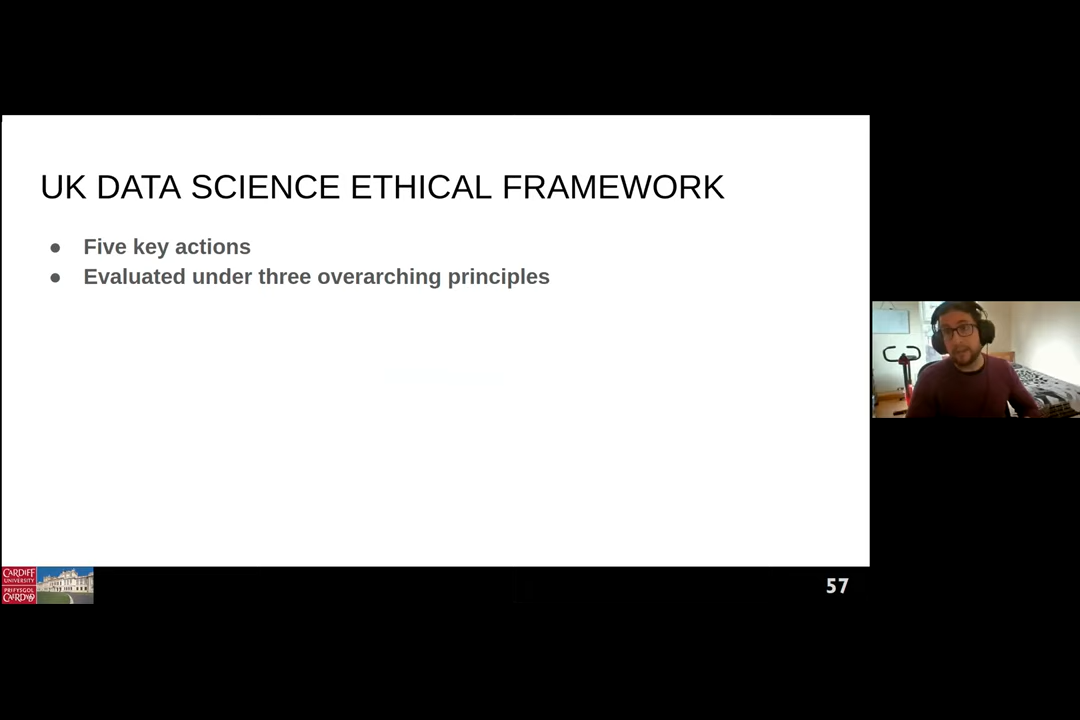 UK DATA SCIENCE ETHICAL FRAMEWORK
● Five key actions
● Evaluated under three overarching principles
CARDIFF
UNIVERSITY
PRIFYSGOL
CAERDYDD
57